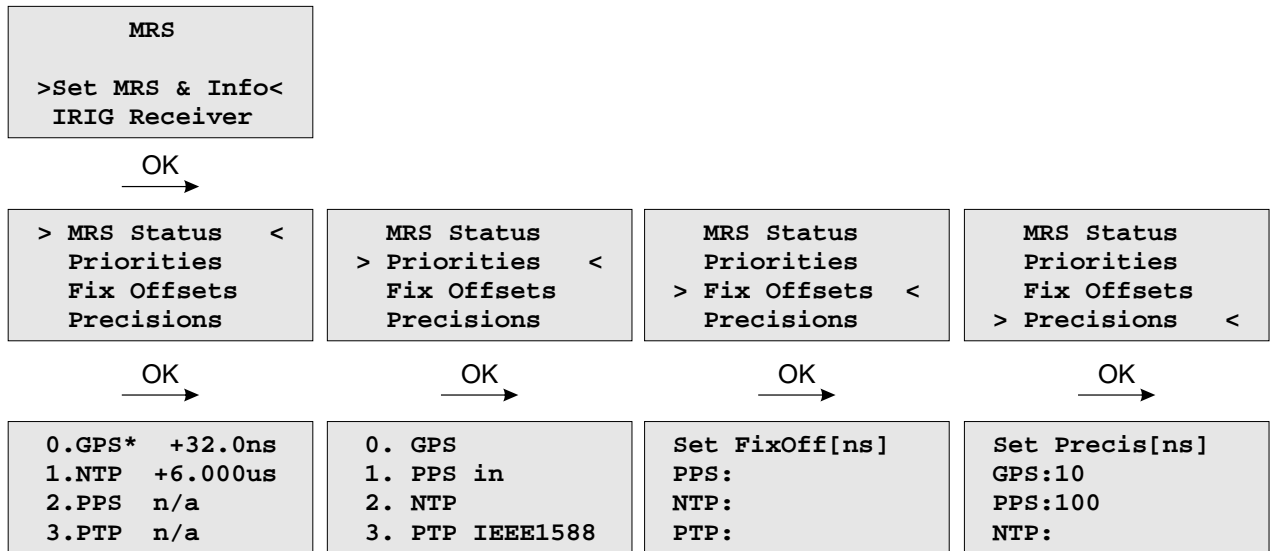 MRS
>Set MRS & Info<
IRIG Receiver
OK
> MRS Status <
Priorities
Fix Offsets
Precisions
MRS Status
> Priorities <
Fix Offsets
Precisions
MRS Status
Priorities
> Fix Offsets <
Precisions
MRS Status
Priorities
Fix Offsets
> Precisions <
OK
OK
OK
OK
0.GPS* +32.0ns
1.NTP +6.000us
2.PPS n/a
3.PTP n/a
0. GPS
1. PPS in
2. NTP
3. PTP IEEE1588
Set FixOff[ns]
PPS:
NTP:
PTP:
Set Precis[ns]
GPS:10
PPS:100
NTP: